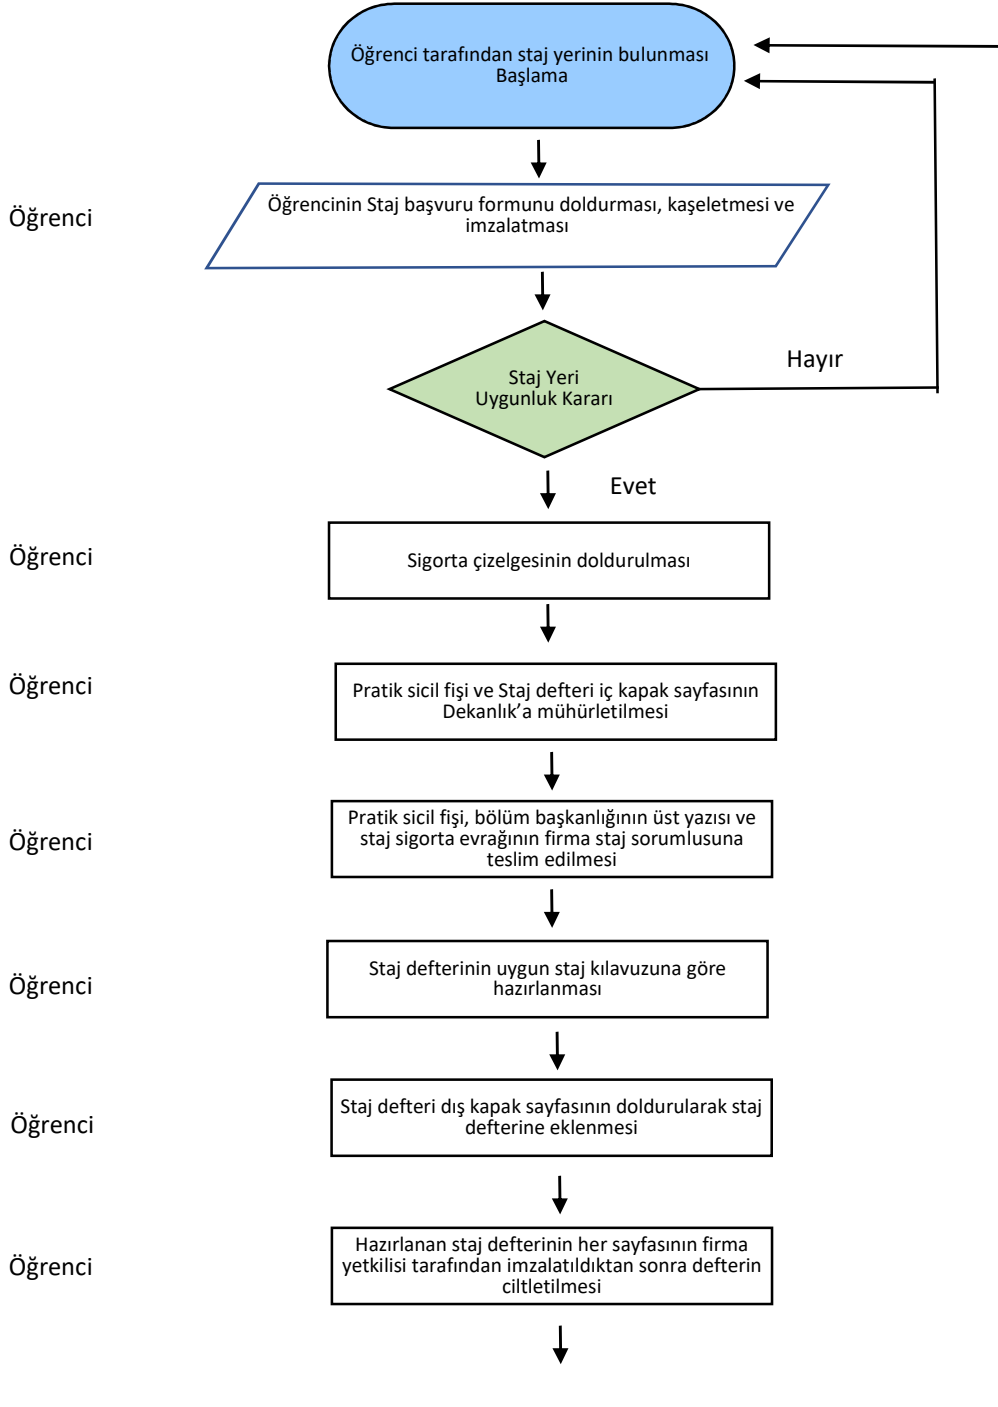 Öğrenci tarafından staj yerinin bulunması
Başlama
Öğrenci
Öğrencinin Staj başvuru formunu doldurması, kaşeletmesi ve
imzalatması
Staj Yeri
Uygunluk Kararı
Hayır
Evet
Öğrenci
Sigorta çizelgesinin doldurulması
Öğrenci
Pratik sicil fişi ve Staj defteri iç kapak sayfasının
Dekanlık’a mühürletilmesi
Öğrenci
Pratik sicil fişi, bölüm başkanlığının üst yazısı ve
staj sigorta evrağının firma staj sorumlusuna
teslim edilmesi
Öğrenci
Staj defterinin uygun staj kılavuzuna göre
hazırlanması
Öğrenci
Staj defteri dış kapak sayfasının doldurularak staj
defterine eklenmesi
Öğrenci
Hazırlanan staj defterinin her sayfasının firma
yetkilisi tarafından imzalatıldıktan sonra defterin
ciltletilmesi